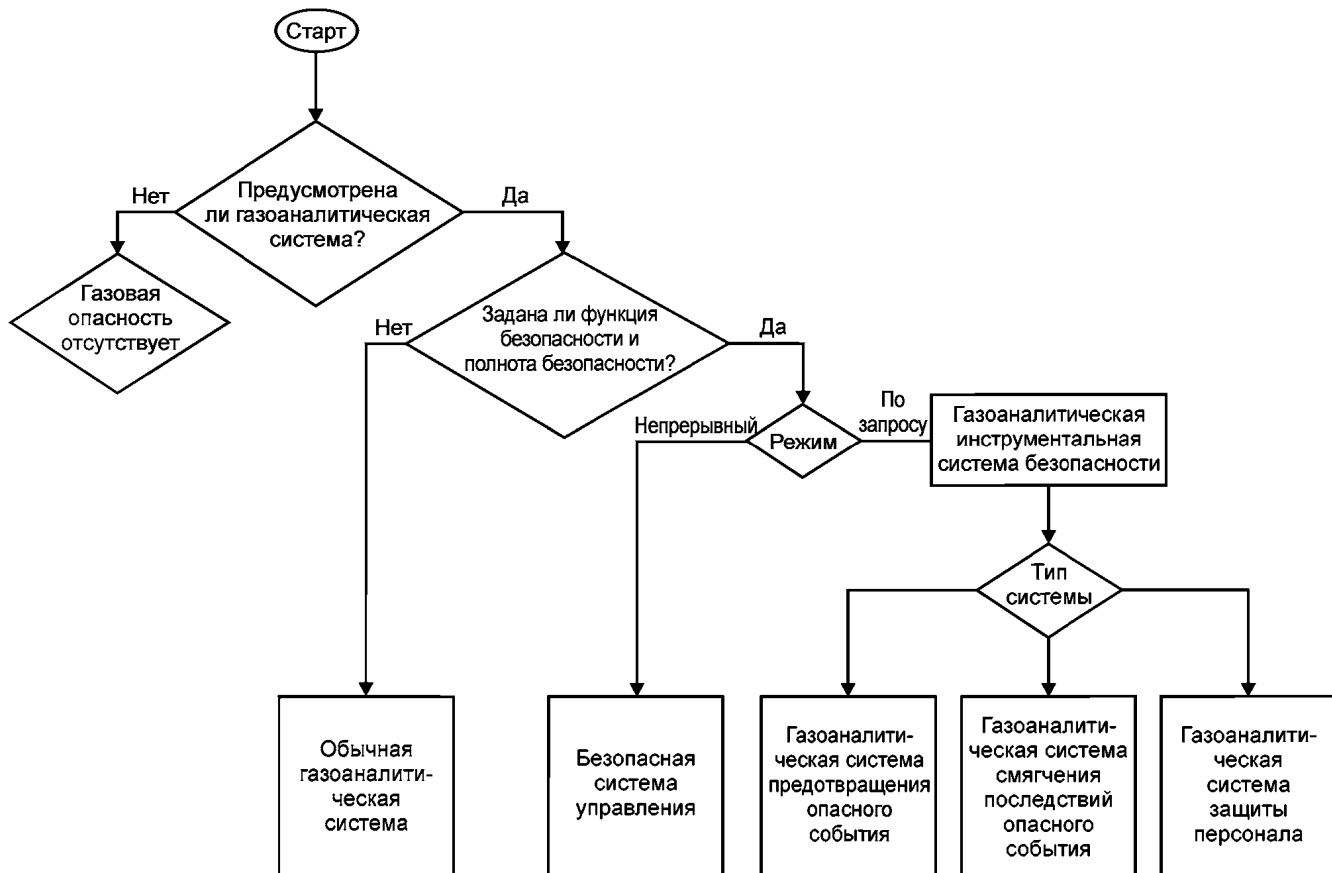 Старт
Нет
Предусмотрена
ли газоаналитическая
система?
Да
Газовая
опасность
отсутствует
Нет
Задана ли функция
безопасности и
полнота безопасности?
Да
Непрерывный
Режим
По
запросу
Газоаналитическая
инструментальная
система безопасности
Тип
системы
Обычная
газоаналити-
ческая
система
Безопасная
система
управления
Газоаналити-
ческая система
предотвращения
опасного
события
Газоаналити-
ческая система
смягчения
последствий
опасного
события
Газоаналити-
ческая
система
защиты
персонала